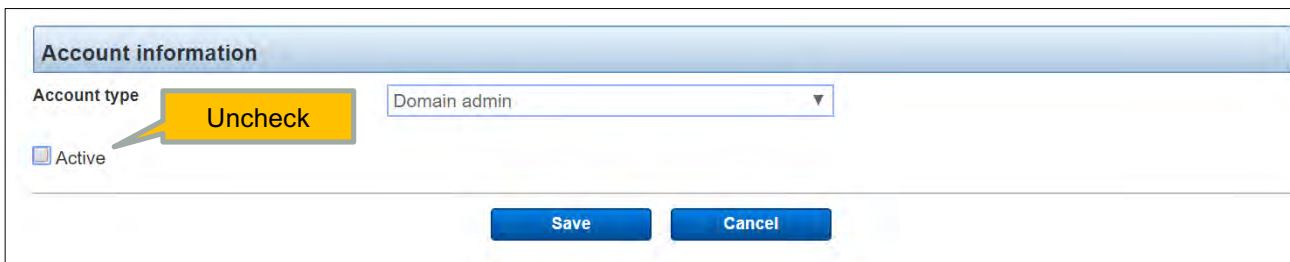 Account information
Account type
Domain admin
Uncheck
Active
Save
Cancel